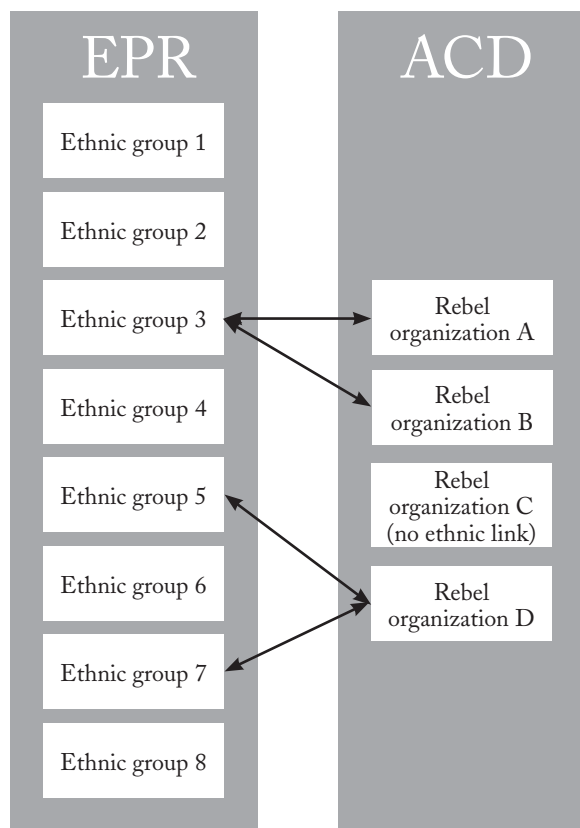 EPR
Ethnic group 1
Ethnic group 2
Ethnic group 3
Ethnic group 4
Ethnic group 5
Ethnic group 6
Ethnic group 7
Ethnic group 8
ACD
Rebel
organization A
Rebel
organization B
Rebel
organization C
(no ethnic link)
Rebel
organization D